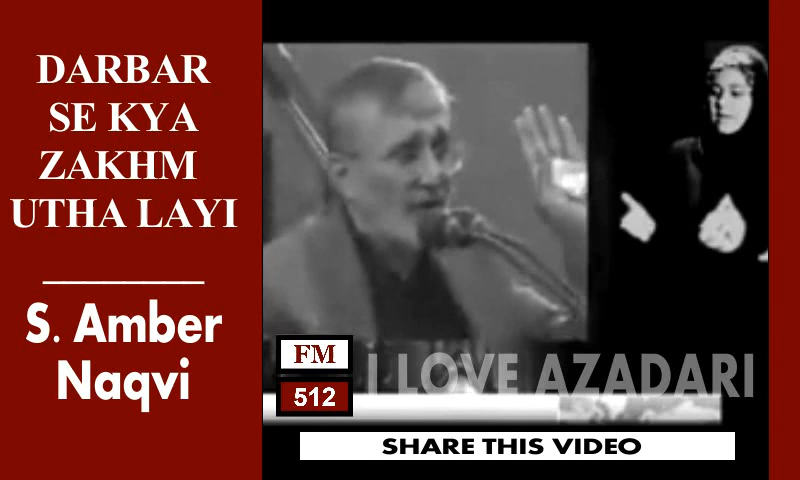 DARBAR
SE KYA
ZAKHM
UTHA LAYI
S. Amber
Naqvi
FM
512
I LOVE AZADARI
SHARE THIS VIDEO